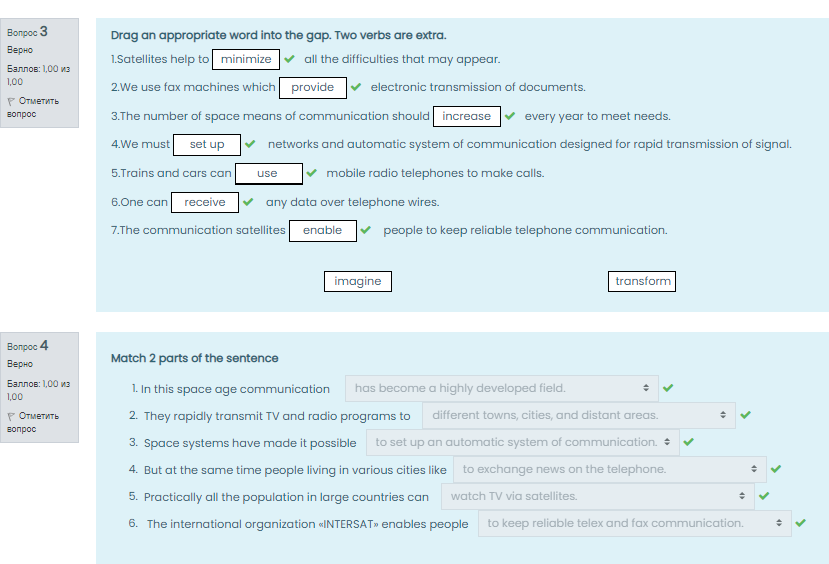 Вопрос 3
Верно
Баллов: 1,00 из
1,00
Отметить
вопрос
Drag an appropriate word into the gap. Two verbs are extra.
1.Satellites help to minimize all the difficulties that may appear.
2.We use fax machines which provide electronic transmission of documents.
3.The number of space means of communication should increase every year to meet needs.
4.We must set up networks and automatic system of communication designed for rapid transmission of signal.
5.Trains and cars can use mobile radio telephones to make calls.
6.One can receive any data over telephone wires.
7.The communication satellites enable people to keep reliable telephone communication.
imagine transform
Вопрос 4
Верно
Баллов: 1,00 из
1,00
Отметить
вопрос
Match 2 parts of the sentence
1. In this space age communication has become a highly developed field.
2. They rapidly transmit TV and radio programs to different towns, cities, and distant areas.
3. Space systems have made it possible to set up an automatic system of communication.
4. But at the same time people living in various cities like to exchange news on the telephone.
5. Practically all the population in large countries can watch TV via satellites.
6. The international organization «INTERSAT» enables people to keep reliable telex and fax communication.